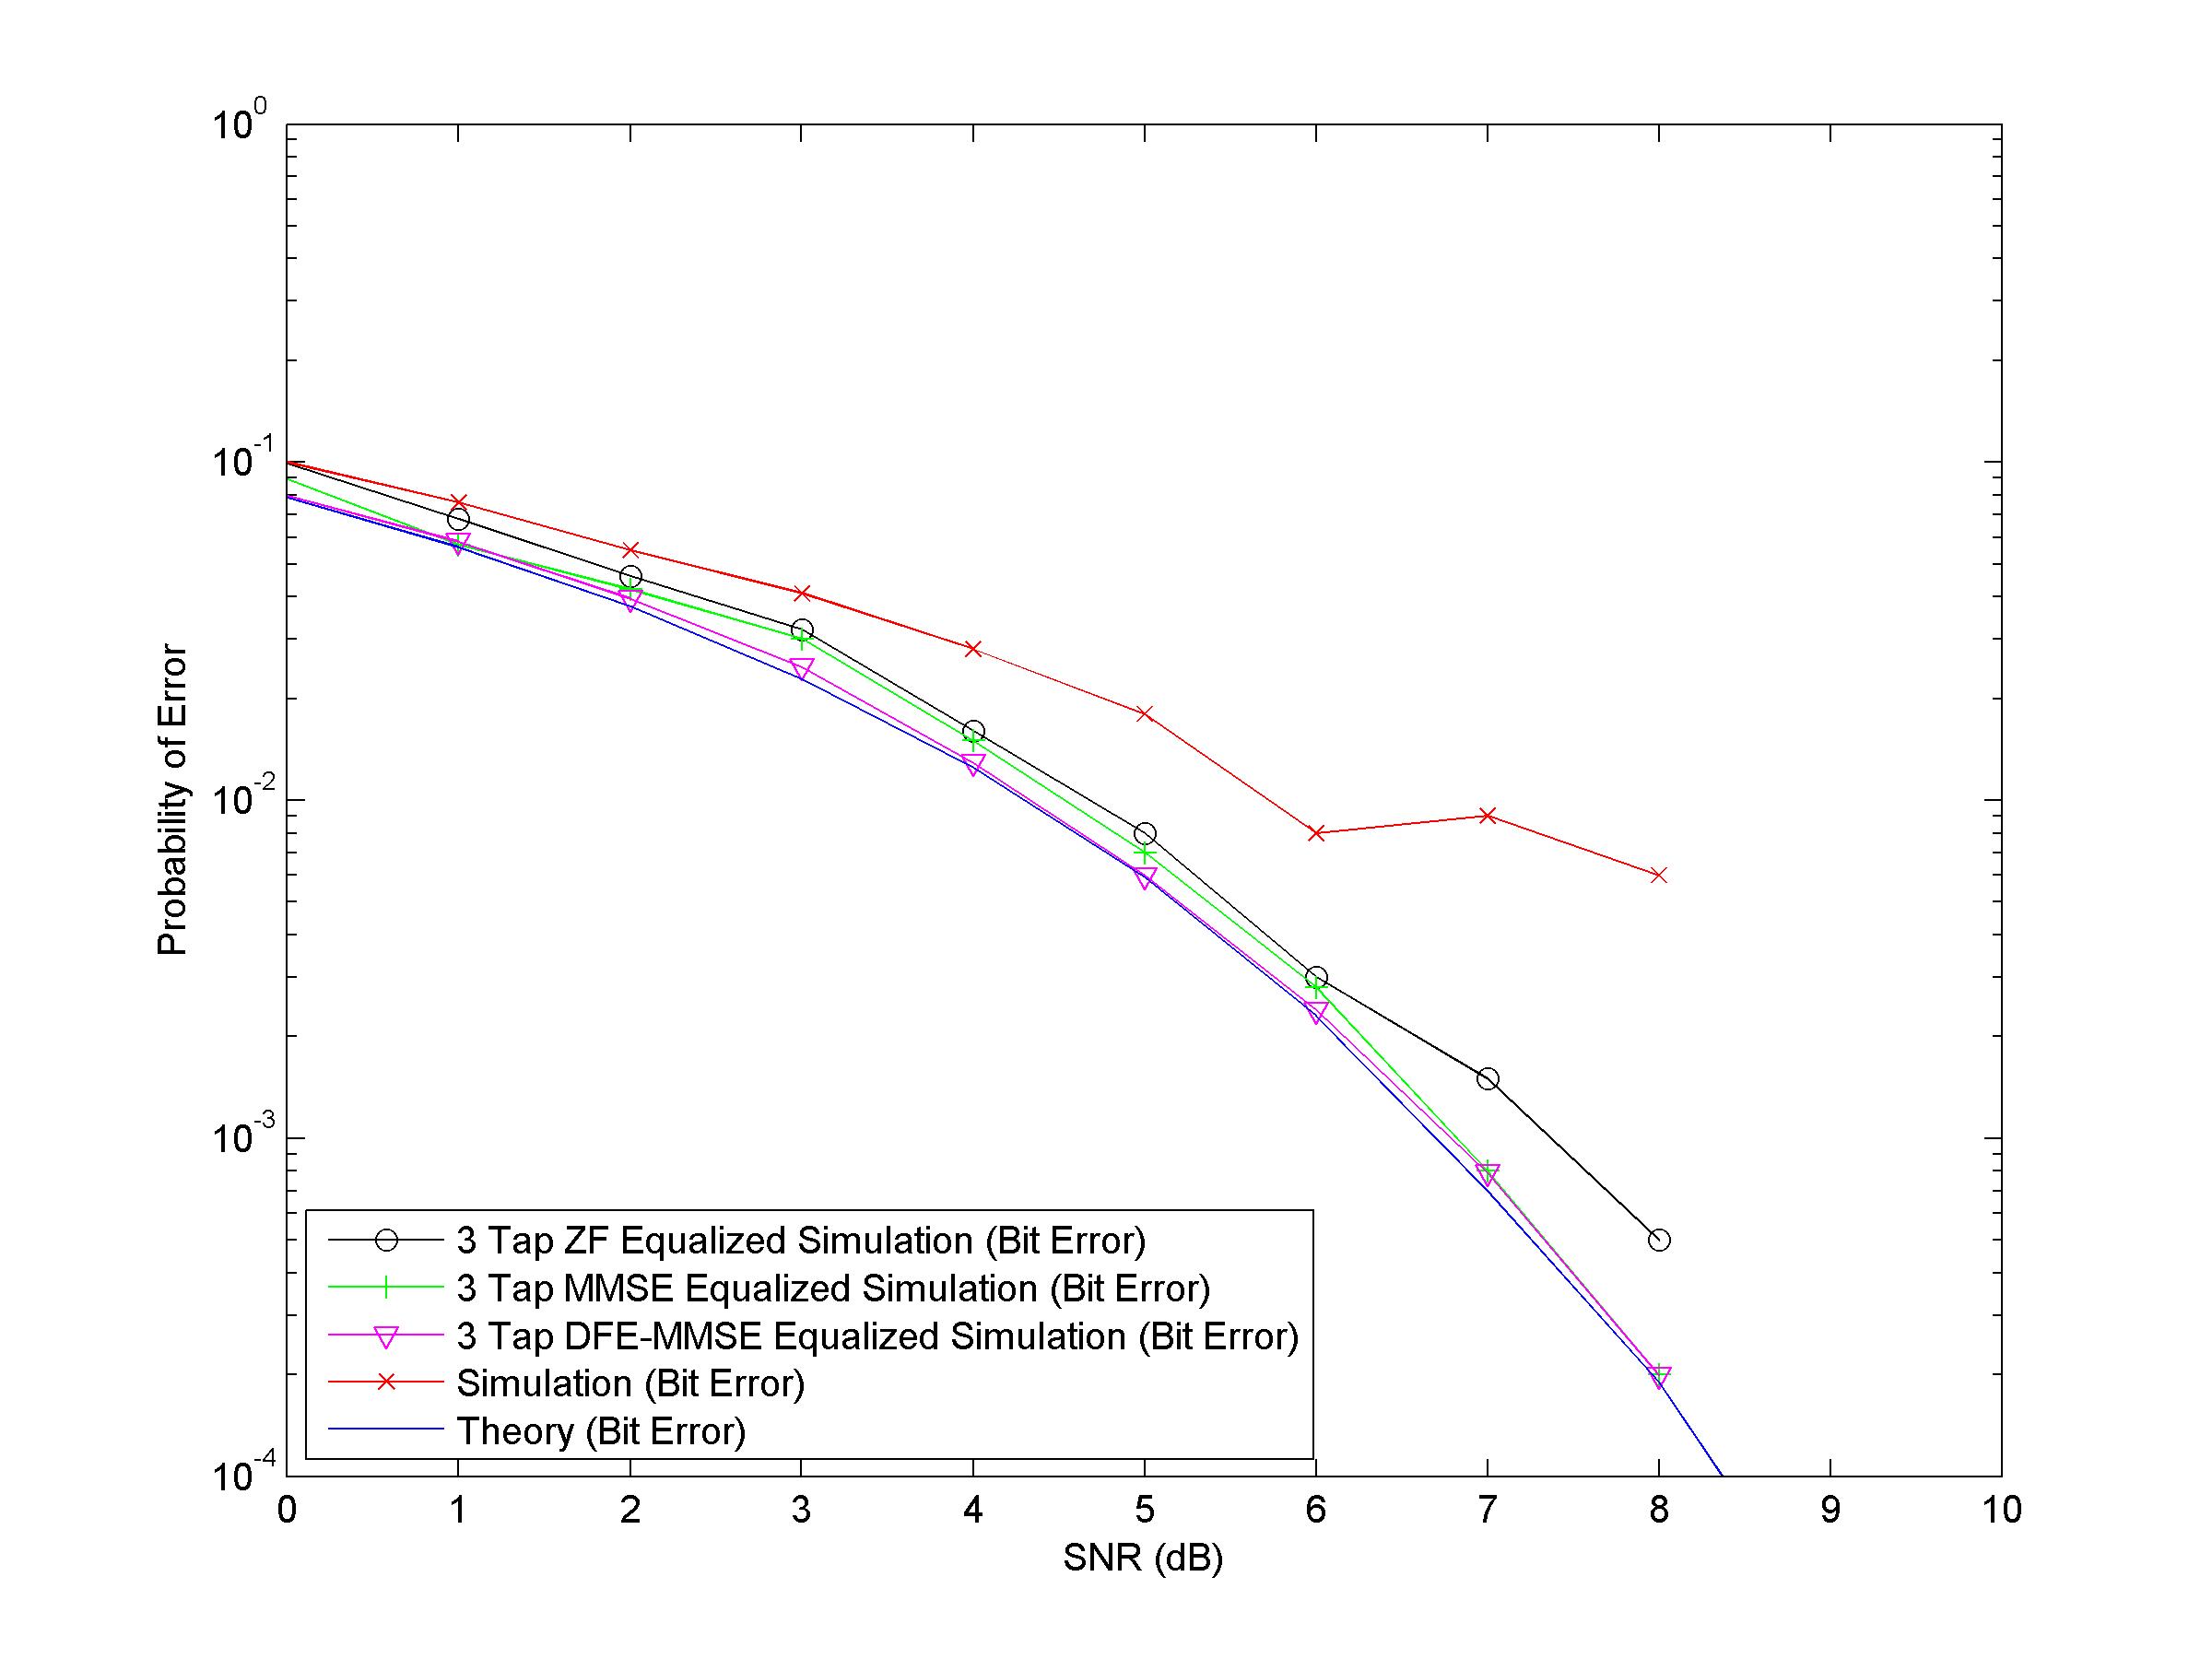 10^0
10^-1
10^-2
10^-3
10^-4
Probability of Error
3 Tap ZF Equalized Simulation (Bit Error)
3 Tap MMSE Equalized Simulation (Bit Error)
3 Tap DFE-MMSE Equalized Simulation (Bit Error)
Simulation (Bit Error)
Theory (Bit Error)
0 1 2 3 4 5 6 7 8 9 10
SNR (dB)